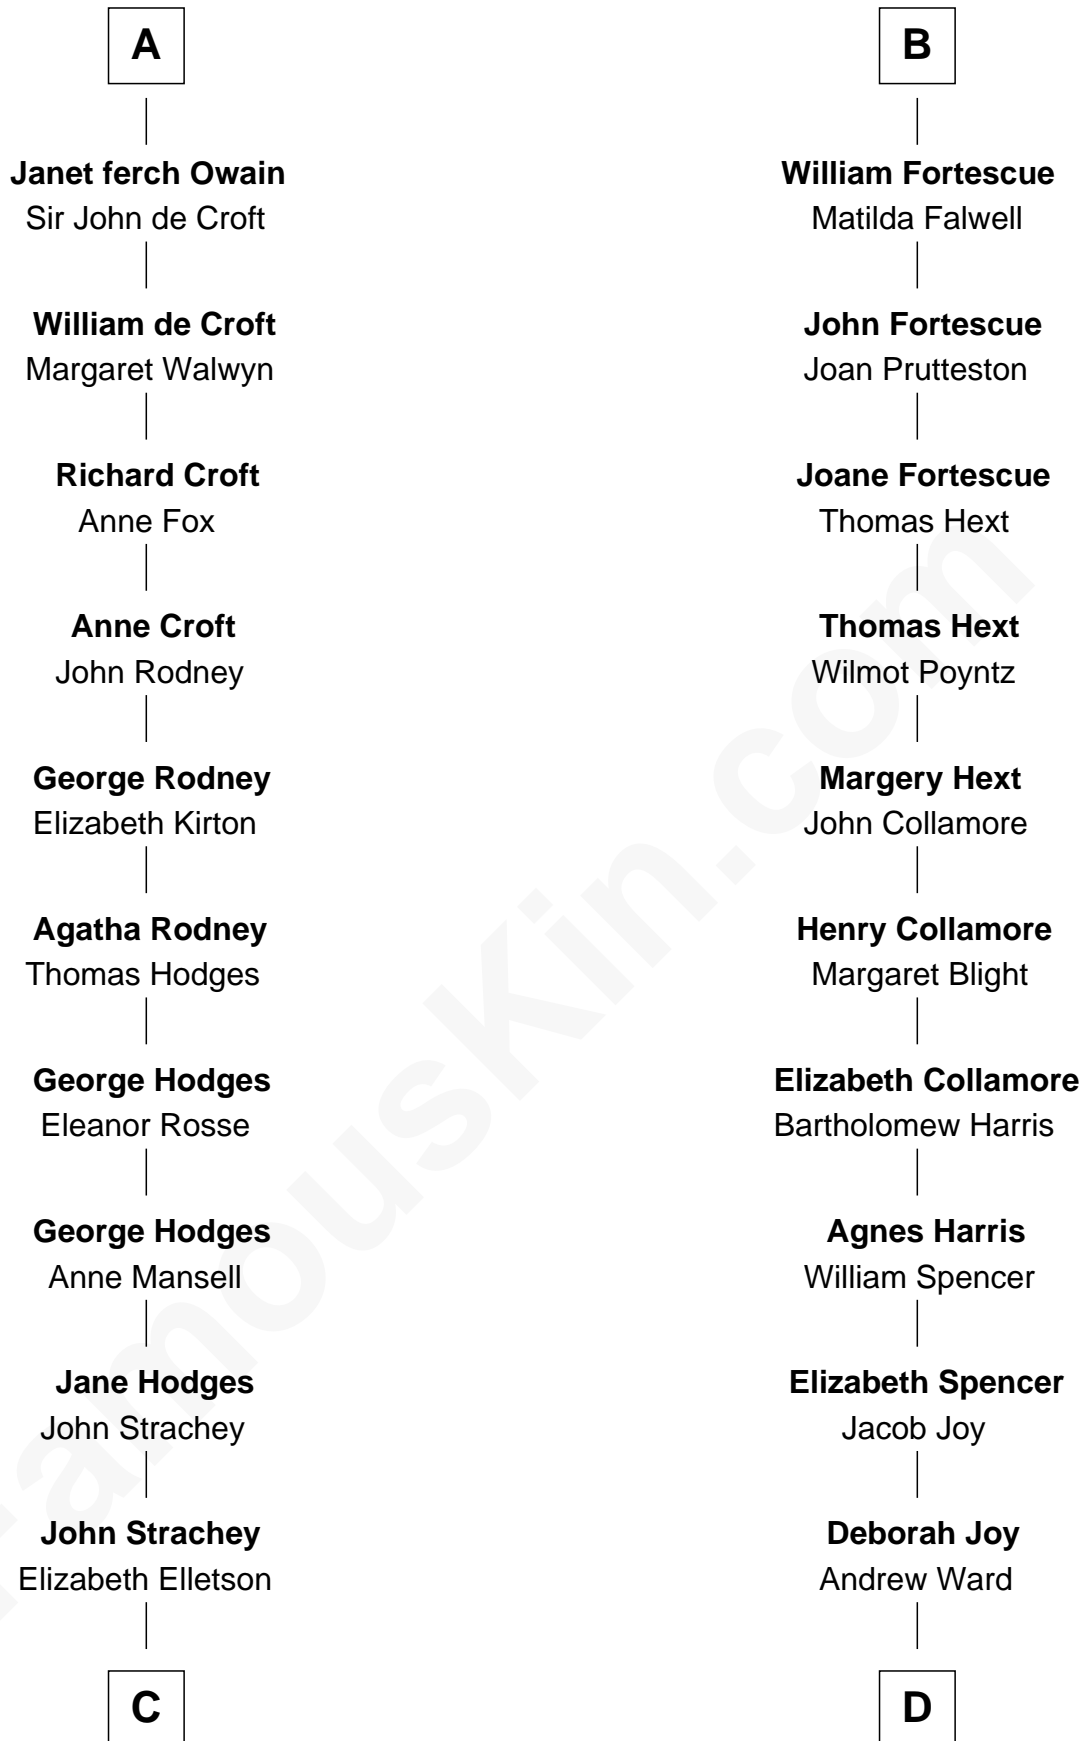 A
Janet ferch Owain
Sir John de Croft
William de Croft
Margaret Walwyn
Richard Croft
Anne Fox
Anne Croft
John Rodney
George Rodney
Elizabeth Kirton
Agatha Rodney
Thomas Hodges
George Hodges
Eleanor Rosse
George Hodges
Anne Mansell
Jane Hodges
John Strachey
John Strachey
Elizabeth Elletson
C
B
William Fortescue
Matilda Falwell
John Fortescue
Joan Prutteston
Joane Fortescue
Thomas Hext
Thomas Hext
Wilmot Poyntz
Margery Hext
John Collamore
Henry Collamore
Margaret Blight
Elizabeth Collamore
Bartholomew Harris
Agnes Harris
William Spencer
Elizabeth Spencer
Jacob Joy
Deborah Joy
Andrew Ward
D
FamousKin.com